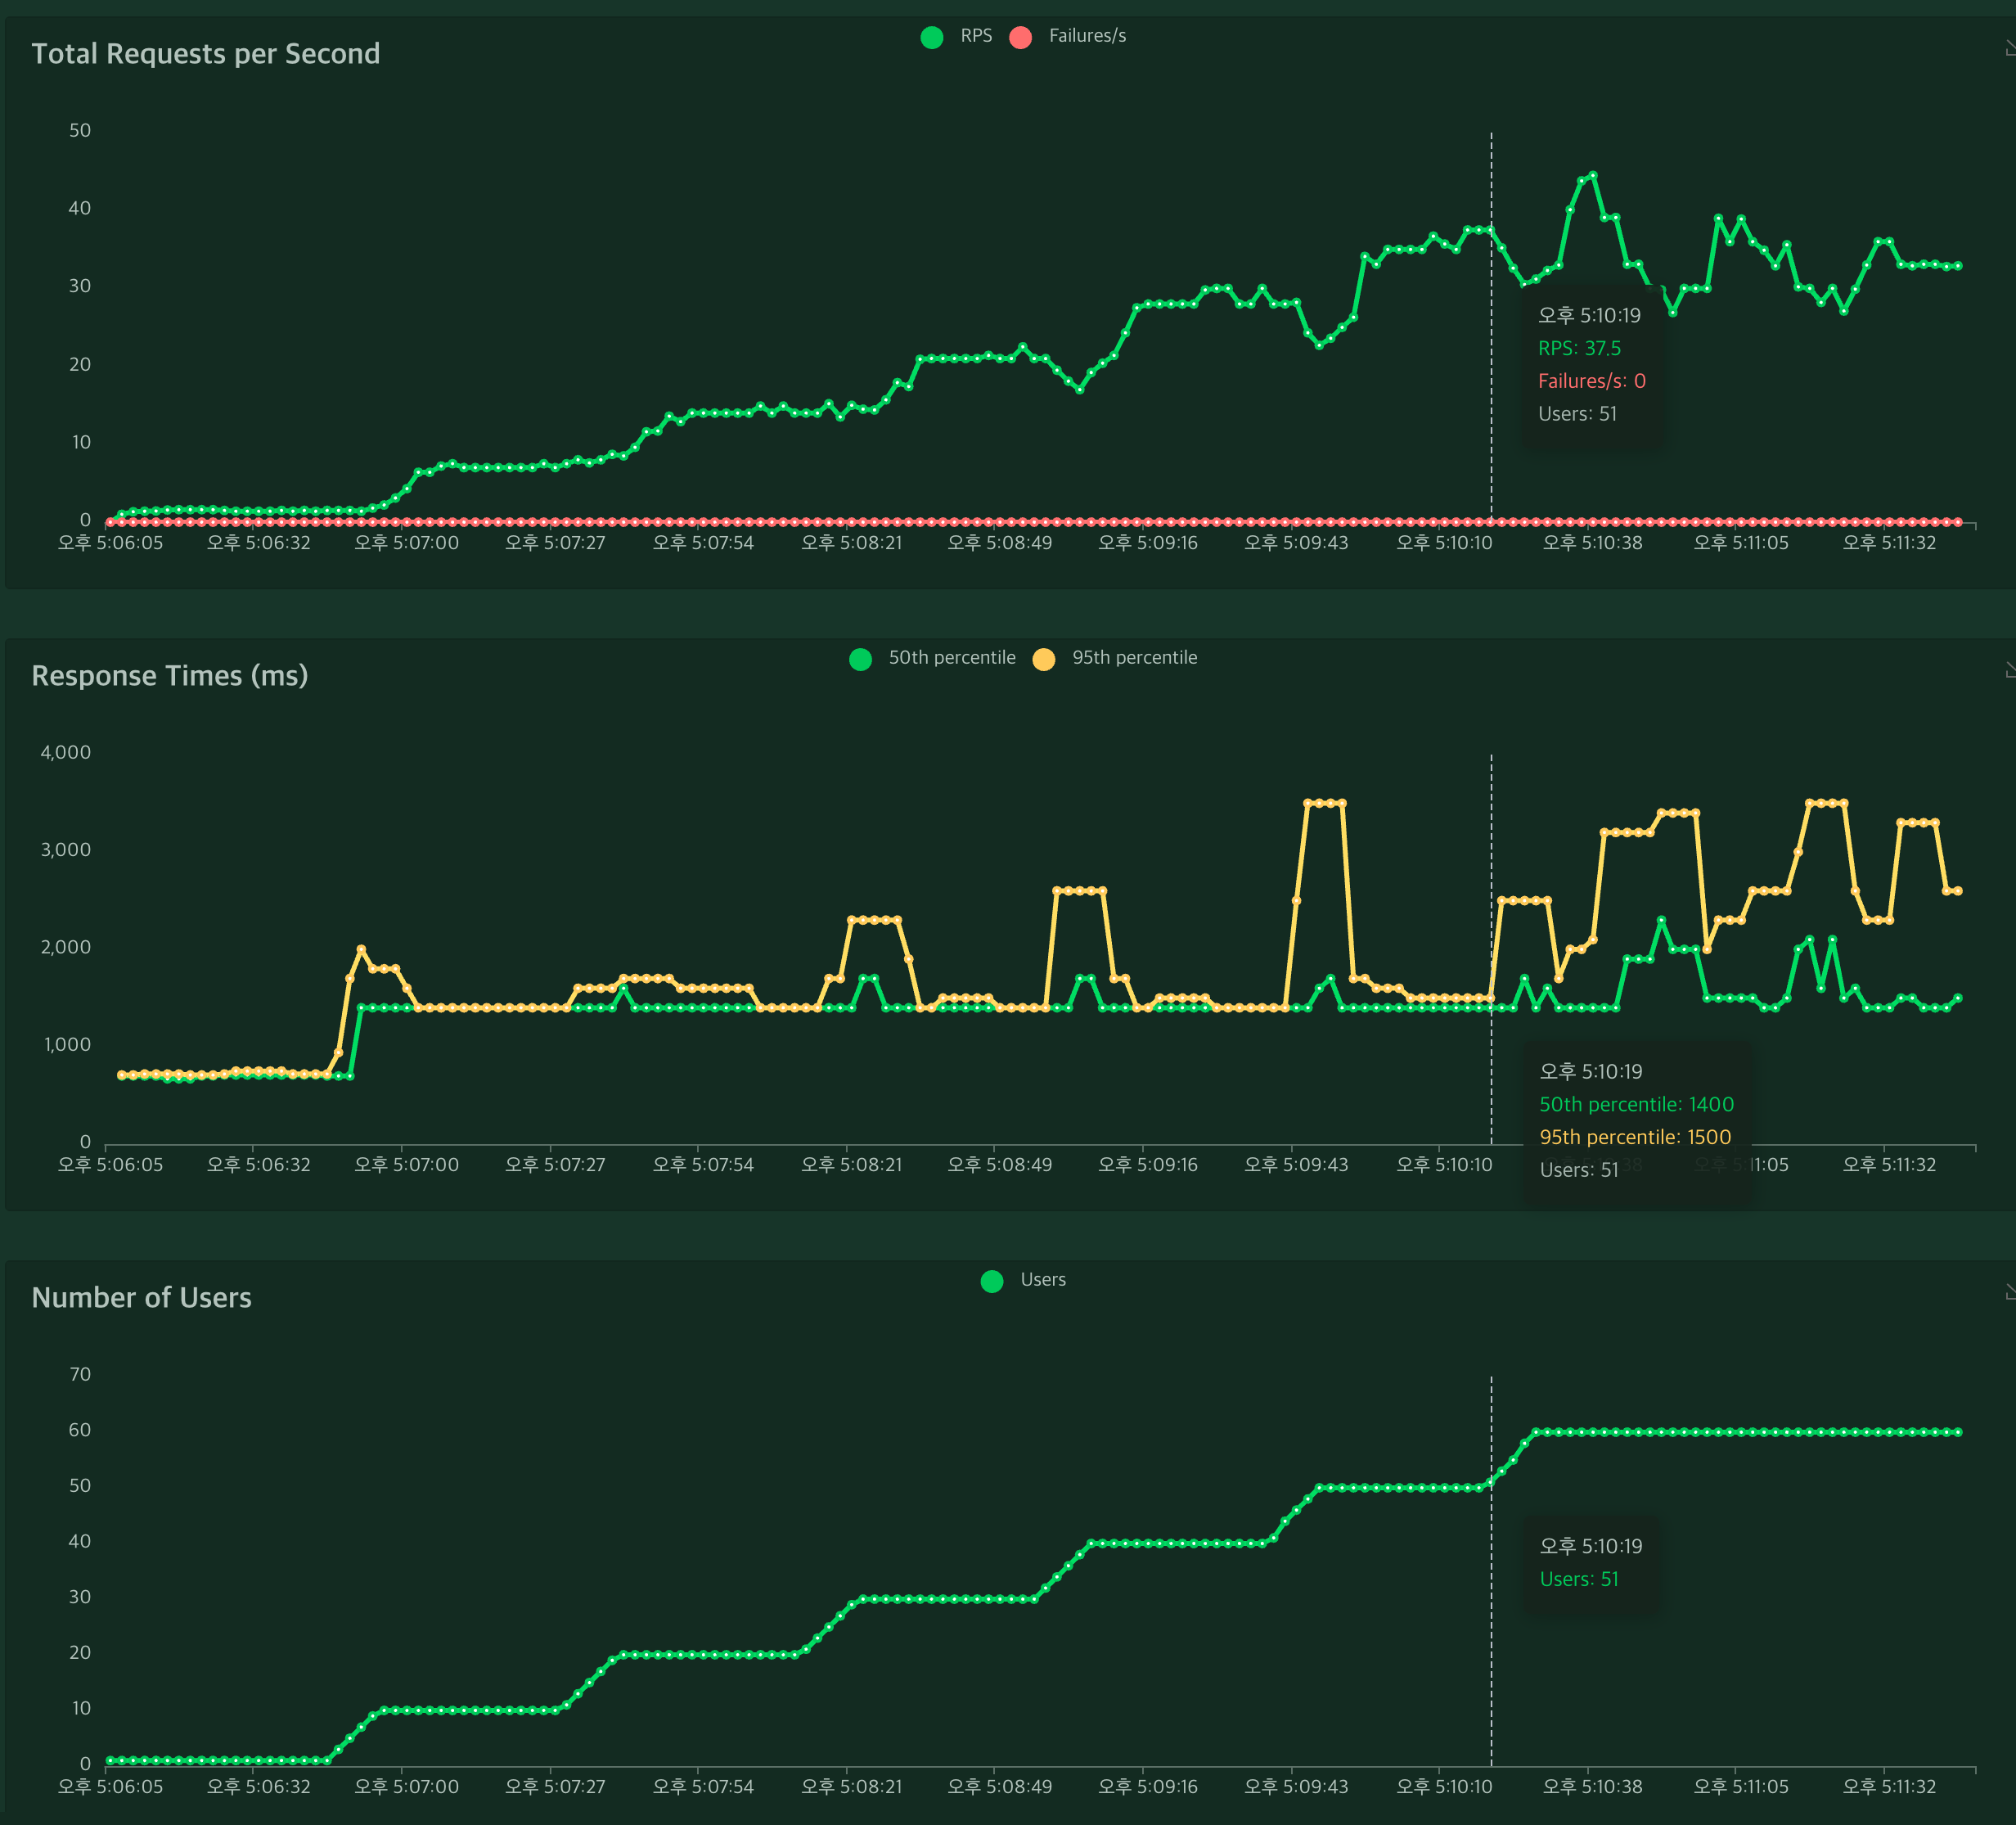 Total Requests per Second
RPS
Failures/s
50
40
30
20
10
0
오후 5:10:19
RPS: 37.5
Failures/s: 0
Users: 51
오후 5:06:05
오후 5:06:32
오후 5:07:00
오후 5:07:27
오후 5:07:54
오후 5:08:21
오후 5:08:49
오후 5:09:16
오후 5:09:43
오후 5:10:10
오후 5:10:38
오후 5:11:05
오후 5:11:32
Response Times (ms)
50th percentile
95th percentile
4,000
3,000
2,000
1,000
0
오후 5:10:19
50th percentile: 1400
95th percentile: 1500
Users: 51
오후 5:06:05
오후 5:06:32
오후 5:07:00
오후 5:07:27
오후 5:07:54
오후 5:08:21
오후 5:08:49
오후 5:09:16
오후 5:09:43
오후 5:10:10
오후 5:11:05
오후 5:11:32
Number of Users
Users
70
60
50
40
30
20
10
0
오후 5:10:19
Users: 51
오후 5:06:05
오후 5:06:32
오후 5:07:00
오후 5:07:27
오후 5:07:54
오후 5:08:21
오후 5:08:49
오후 5:09:16
오후 5:09:43
오후 5:10:10
오후 5:10:38
오후 5:11:05
오후 5:11:32